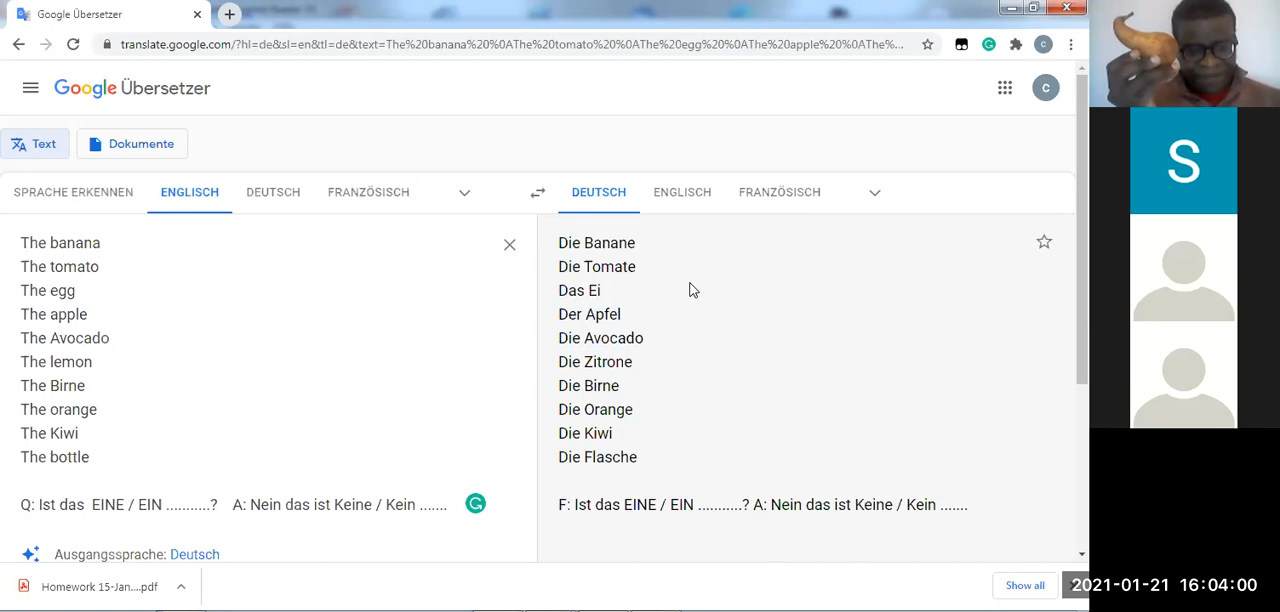 Google Übersetzer
translate.google.com/?hl=de&sl=en&tl=de&text=The%20banana%20%0AThe%20tomato%20%0AThe%20egg%20%0AThe%20apple%20%0AThe%20Avocado%20%0AThe%...
C
Google Übersetzer
C
S
Text
Dokumente
SPRACHE ERKENNEN ENGLISCH DEUTSCH FRANZÖSISCH
DEUTSCH ENGLISCH FRANZÖSISCH
The banana
The tomato
The egg
The apple
The Avocado
The lemon
The Birne
The orange
The Kiwi
The bottle
Q: Ist das EINE / EIN ...........? A: Nein das ist Keine / Kein .......
Ausgangssprache: Deutsch
Die Banane
Die Tomate
Das Ei
Der Apfel
Die Avocado
Die Zitrone
Die Birne
Die Orange
Die Kiwi
Die Flasche
F: Ist das EINE / EIN ...........? A: Nein das ist Keine / Kein .......
Homework 15-Jan....pdf
Show all
2021-01-21 16:04:00